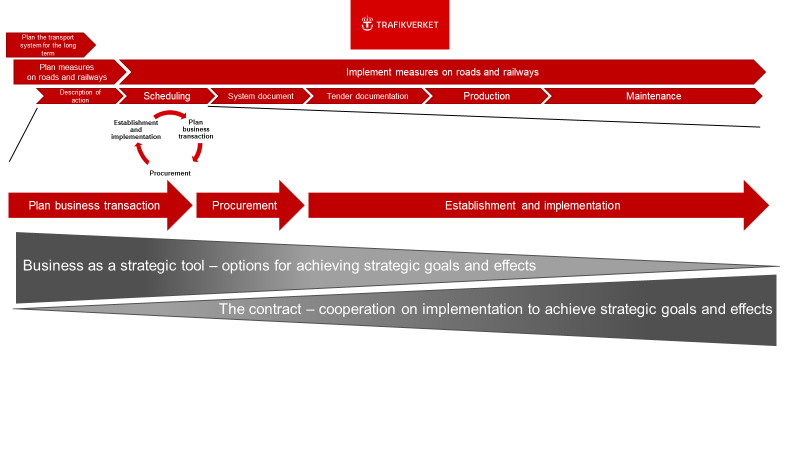 TRAFIKVERKET
Plan the transport
system for the long
term
Plan measures
on roads and railways
Implement measures on roads and railways
Description of
action
Scheduling
System document
Tender documentation
Production
Maintenance
Establishment
and
implementation
Plan
business
transaction
Procurement
Plan business transaction
Procurement
Establishment and implementation
Business as a strategic tool – options for achieving strategic goals and effects
The contract – cooperation on implementation to achieve strategic goals and effects